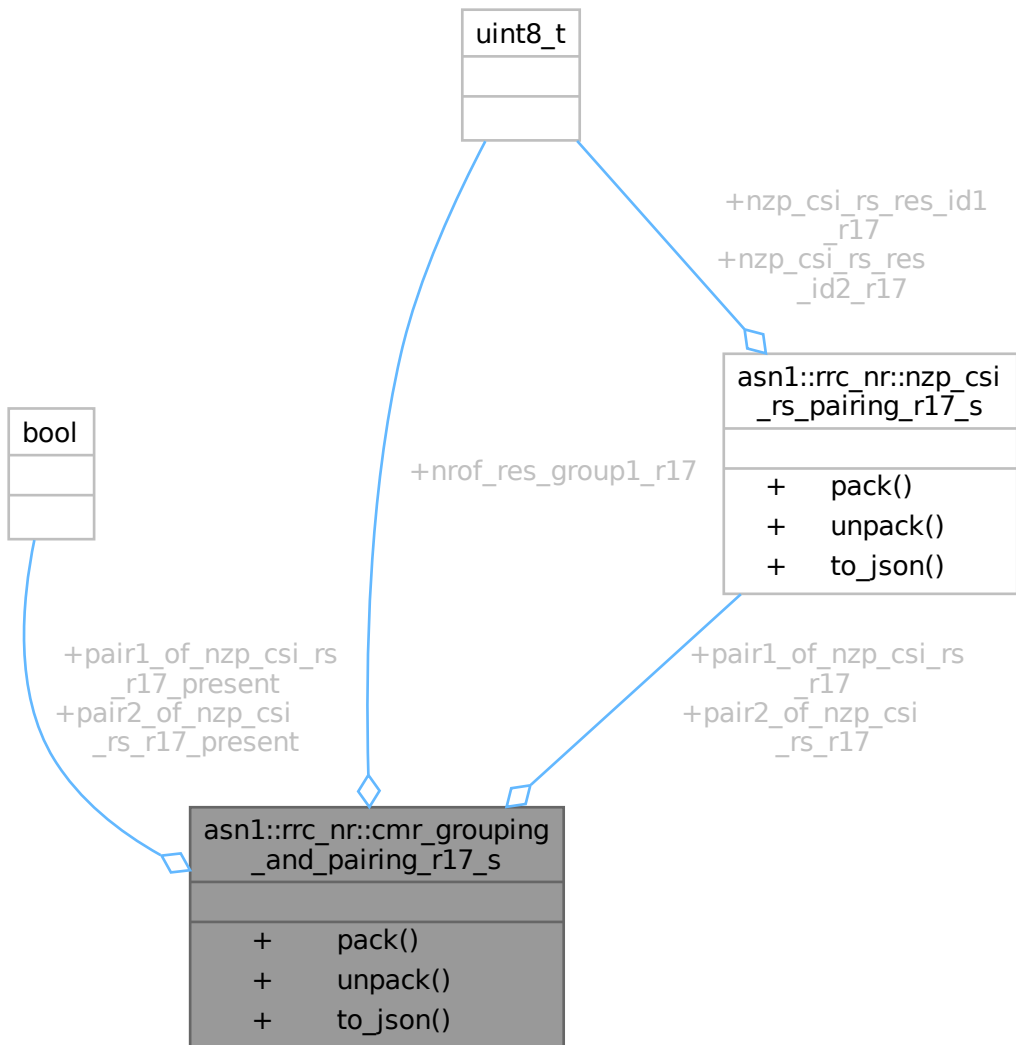 uint8_t
+nzp_csi_rs_res_id1
_r17
+nzp_csi_rs_res
_id2_r17
asn1::rrc_nr::nzp_csi
_rs_pairing_r17_s
+ pack()
+ unpack()
+ to_json()
bool
+nrof_res_group1_r17
+pair1_of_nzp_csi_rs
_r17_present
+pair2_of_nzp_csi
_rs_r17_present
+pair1_of_nzp_csi_rs
_r17
+pair2_of_nzp_csi
_rs_r17
asn1::rrc_nr::cmr_grouping
_and_pairing_r17_s
+ pack()
+ unpack()
+ to_json()